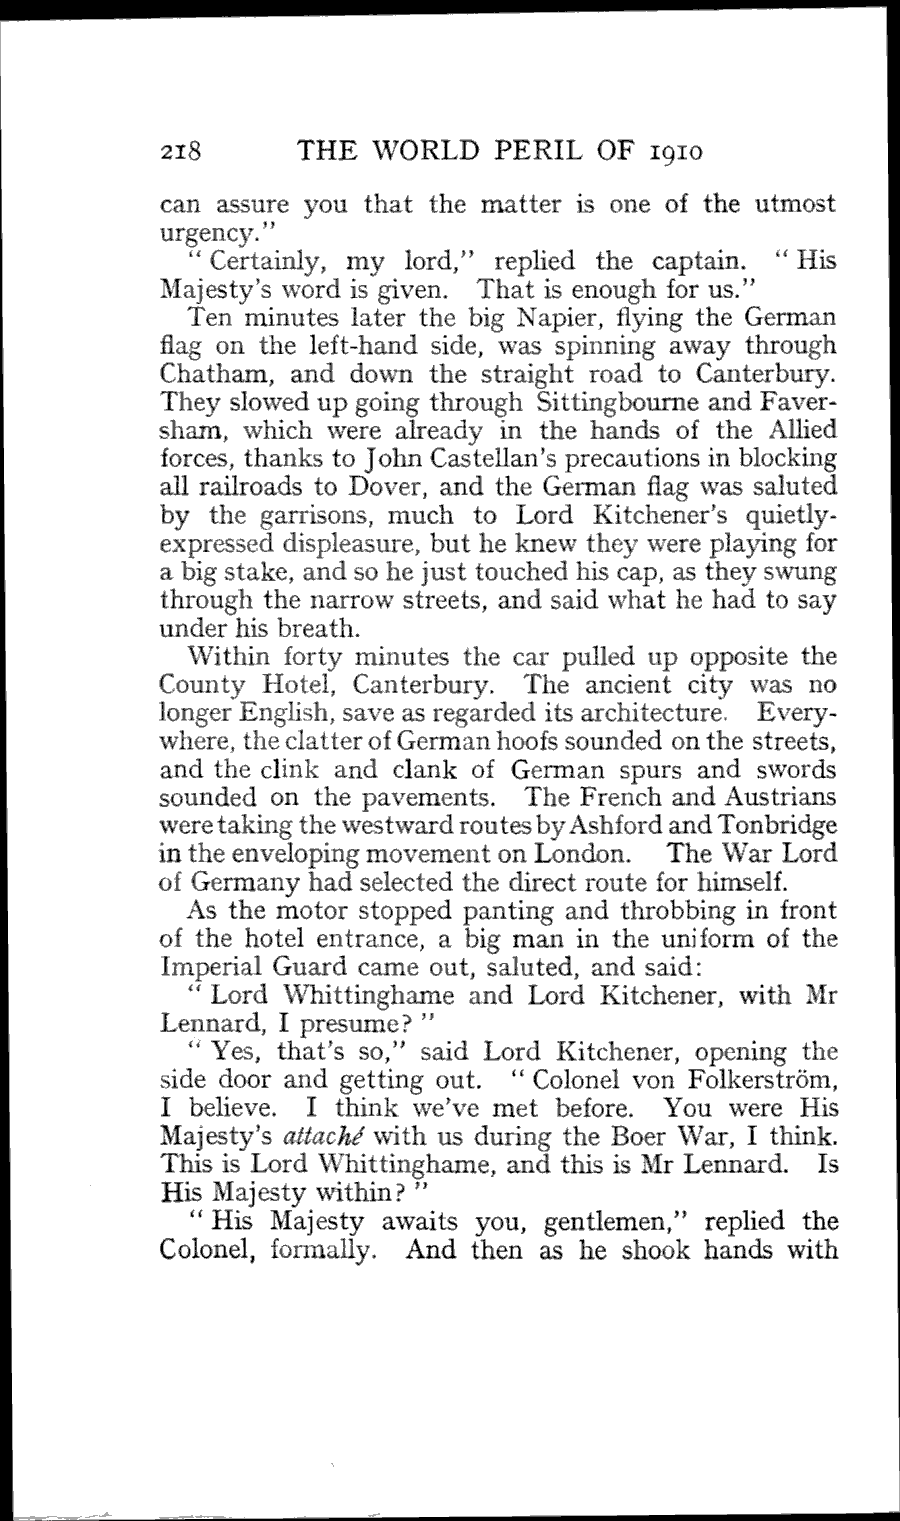 218 THE WORLD PERIL OF 1910
can assure you that the matter is one of the utmost
urgency."
" Certainly, my lord," replied the captain. " His
Majesty's word is given. That is enough for us."
Ten minutes later the big Napier, flying the German
flag on the left-hand side, was spinning away through
Chatham, and down the straight road to Canterbury.
They slowed up going through Sittingbourne and Faver-
sham, which were already in the hands of the Allied
forces, thanks to John Castellan's precautions in blocking
all railroads to Dover, and the German flag was saluted
by the garrisons, much to Lord Kitchener's quietly-
expressed displeasure, but he knew they were playing for
a big stake, and so he just touched his cap, as they swung
through the narrow streets, and said what he had to say
under his breath.
Within forty minutes the car pulled up opposite the
County Hotel, Canterbury. The ancient city was no
longer English, save as regarded its architecture. Every-
where, the clatter of German hoofs sounded on the streets,
and the clink and clank of German spurs and swords
sounded on the pavements. The French and Austrians
were taking the westward routes by Ashford and Tonbridge
in the enveloping movement on London. The War Lord
of Germany had selected the direct route for himself.
As the motor stopped panting and throbbing in front
of the hotel entrance, a big man in the uniform of the
Imperial Guard came out, saluted, and said:
" Lord Whittinghame and Lord Kitchener, with Mr
Lennard, I presume? "
" Yes, that's so," said Lord Kitchener, opening the
side door and getting out. " Colonel von Folkerström,
I believe. I think we've met before. You were His
Majesty's attaché with us during the Boer War, I think.
This is Lord Whittinghame, and this is Mr Lennard. Is
His Majesty within? "
" His Majesty awaits you, gentlemen," replied the
Colonel, formally. And then as he shook hands with